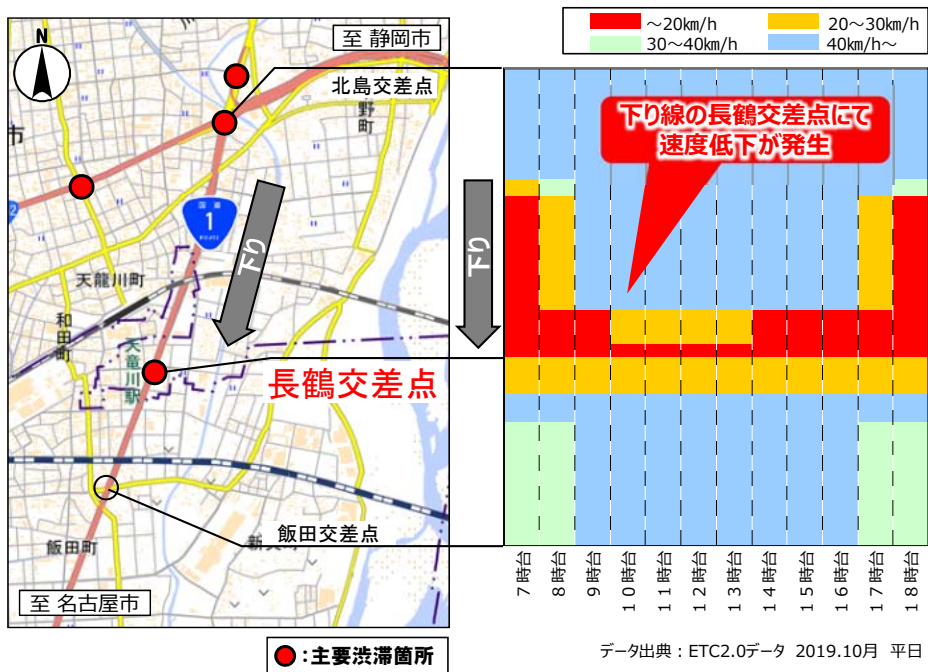 N
至 静岡市
北島交差点
野町
市
国道
1
ROUTE
下り
天龍川町
和田町
天竜川駅
長鶴交差点
飯田交差点
飯田町
至 名古屋市
:主要渋滞箇所
~20km/h
20~30km/h
30~40km/h
40km/h~
下り線の長鶴交差点にて
速度低下が発生
下り
7時台
8時台
9時台
10時台
11時台
12時台
13時台
14時台
15時台
16時台
17時台
18時台
データ出典:ETC2.0データ 2019.10月 平日